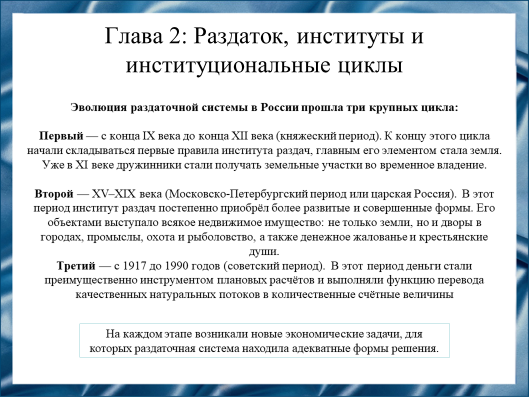 Глава 2: Раздаток, институты и
институциональные циклы
Эволюция раздаточной системы в России прошла три крупных цикла:
Первый — с конца IX века до конца XII века (княжеский период). К концу этого цикла
начали складываться первые правила института раздач, главным его элементом стала земля.
Уже в XI веке дружинники стали получать земельные участки во временное владение.
Второй — XV–XIX века (Московско-Петербургский период или царская Россия). В этот
период институт раздач постепенно приобрёл более развитые и совершенные формы. Его
объектами выступало всякое недвижимое имущество: не только земли, но и дворы в
городах, промыслы, охота и рыболовство, а также денежное жалованье и крестьянские
души.
Третий — с 1917 до 1990 годов (советский период). В этот период деньги стали
преимущественно инструментом плановых расчётов и выполняли функцию перевода
качественных натуральных потоков в количественные счётные величины
На каждом этапе возникали новые экономические задачи, для
которых раздаточная система находила адекватные формы решения.